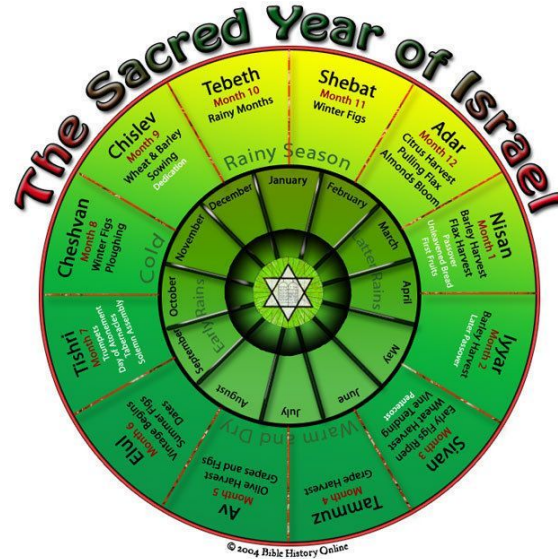 The Sacred Year of Israel
Nisan
Month 1
Barley Harvest
Flax Harvest
Passover
Unleavened Bread
First Fruits
Iyyar
Month 2
Barley Harvest
Later Passover
Sivan
Month 3
Early Figs Ripen
Wheat Harvest
Vine Tending
Pentecost
Tammuz
Month 4
Grape Harvest
Av
Month 5
Olive Harvest
Grapes and Figs
Elul
Month 6
Vintage Begins
Summer Figs
Dates
Tishri
Month 7
Trumpets
Day of Atonement
Tabernacles
Solemn Assembly
Cheshvan
Month 8
Winter Figs
Ploughing
Chislev
Month 9
Wheat & Barley
Sowing
Dedication
Tebeth
Month 10
Rainy Months
Shebat
Month 11
Winter Figs
Adar
Month 12
Citrus Harvest
Pulling Flax
Almonds Bloom
Rainy Season
Latter Rains
Warm and Dry
Early Rains
Cold
January
February
March
April
May
June
July
August
September
October
November
December
© 2004 Bible History Online